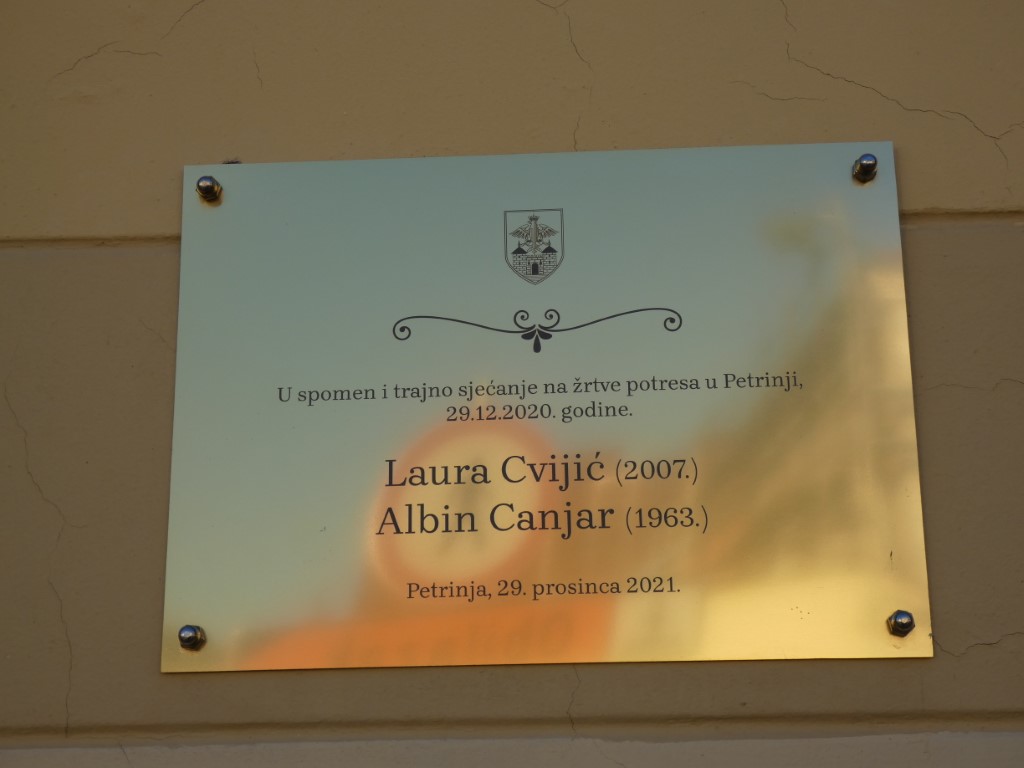 U spomen i trajno sjećanje na žrtve potresa u Petrinji,
29.12.2020. godine.
Laura Cvijić (2007.)
Albin Canjar (1963.)
Petrinja, 29. prosinca 2021.